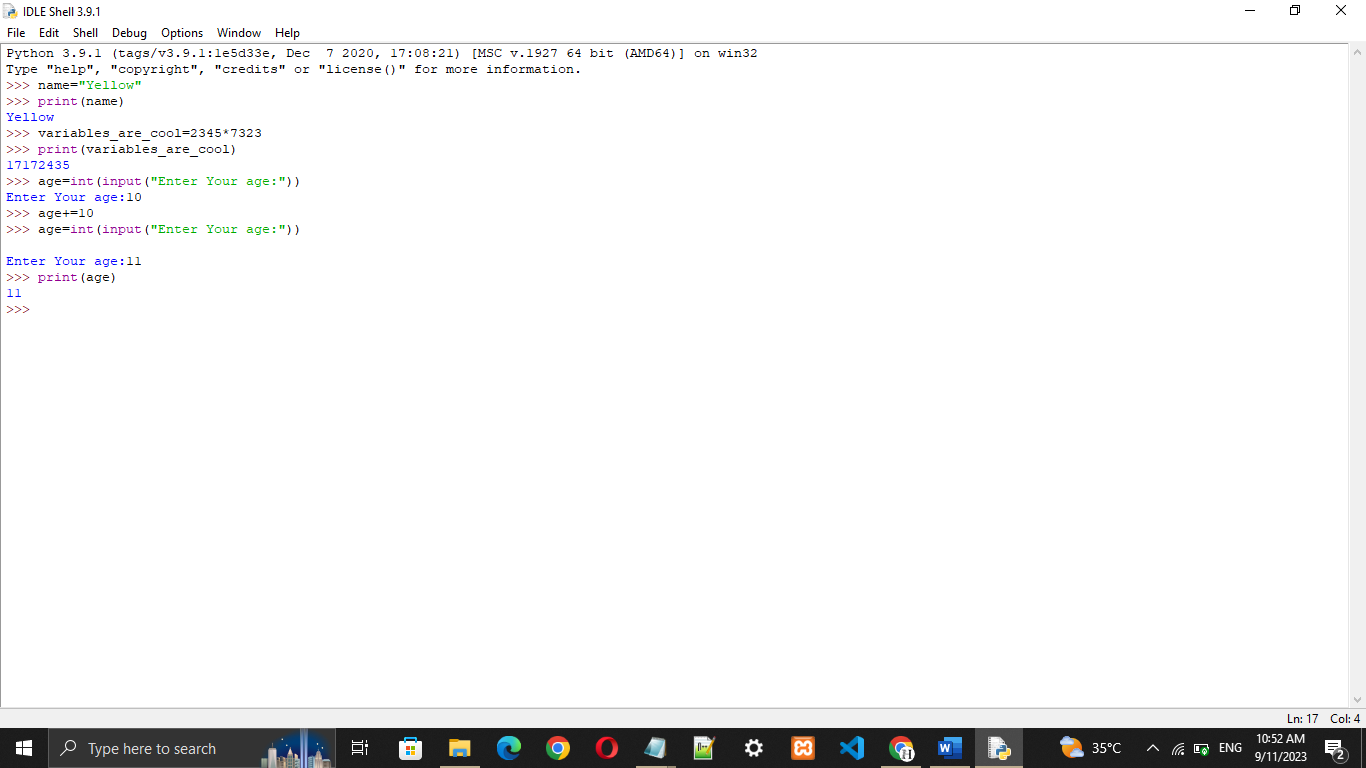 IDLE Shell 3.9.1
File Edit Shell Debug Options Window Help
Python 3.9.1 (tags/v3.9.1:1e5d33e, Dec  7 2020, 17:08:21) [MSC v.1927 64 bit (AMD64)] on win32
Type "help", "copyright", "credits" or "license()" for more information.
>>> name="Yellow"
>>> print(name)
Yellow
>>> variables_are_cool=2345*7323
>>> print(variables_are_cool)
17172435
>>> age=int(input("Enter Your age:"))
Enter Your age:10
>>> age+=10
>>> age=int(input("Enter Your age:"))
Enter Your age:11
>>> print(age)
11
>>>
Ln: 17 Col: 4
Type here to search
35°C
ENG
10:52 AM
9/11/2023
2